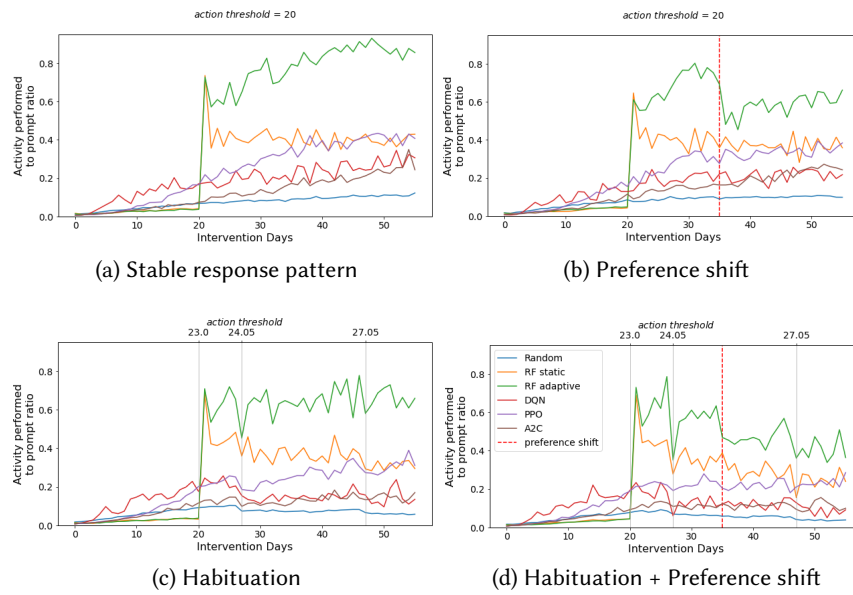 action threshold = 20
Activity performed
to prompt ratio
0.8
0.6
0.4
0.2
0.0
0 10 20 30 40 50
Intervention Days
(a) Stable response pattern
action threshold = 20
Activity performed
to prompt ratio
0.8
0.6
0.4
0.2
0.0
0 10 20 30 40 50
Intervention Days
(b) Preference shift
action threshold
23.0 24.05 27.05
Activity performed
to prompt ratio
0.8
0.6
0.4
0.2
0.0
0 10 20 30 40 50
Intervention Days
(c) Habituation
action threshold
23.0 24.05 27.05
Activity performed
to prompt ratio
0.8
0.6
0.4
0.2
0.0
Random
RF static
RF adaptive
DQN
PPO
A2C
preference shift
0 10 20 30 40 50
Intervention Days
(d) Habituation + Preference shift